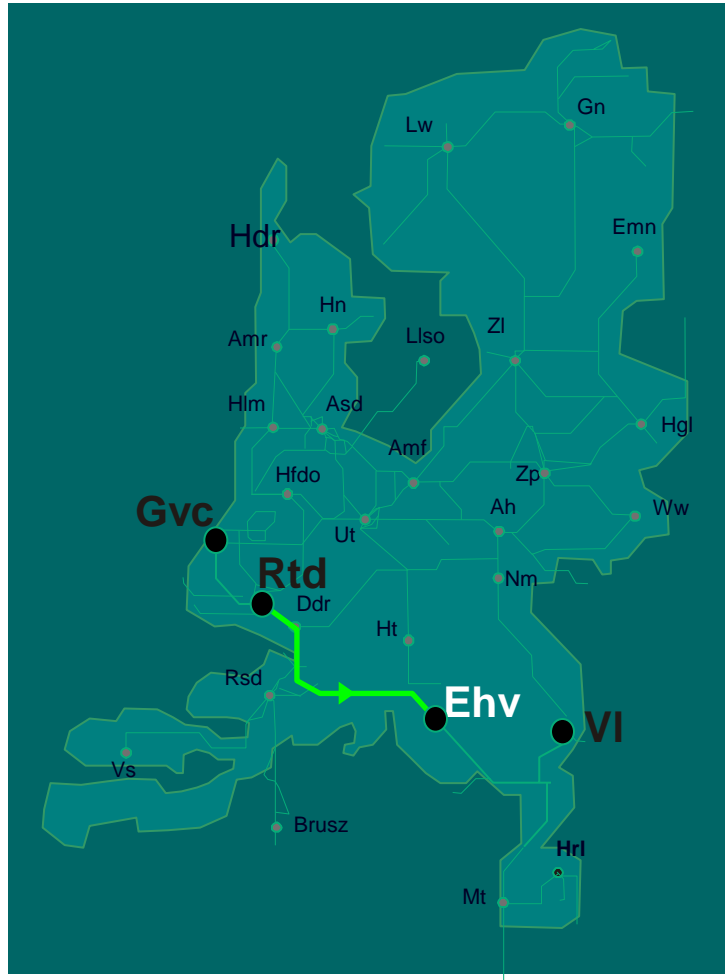 Gn
Lw
Emn
Hdr
Hn
Zl
Llso
Amr
Hlm
Asd
Hgl
Amf
Zp
Hfdo
Ah
Ww
Gvc
Ut
Rtd
Nm
Ddr
Ht
Rsd
Ehv
Vl
Vs
Brusz
Hrl
Mt